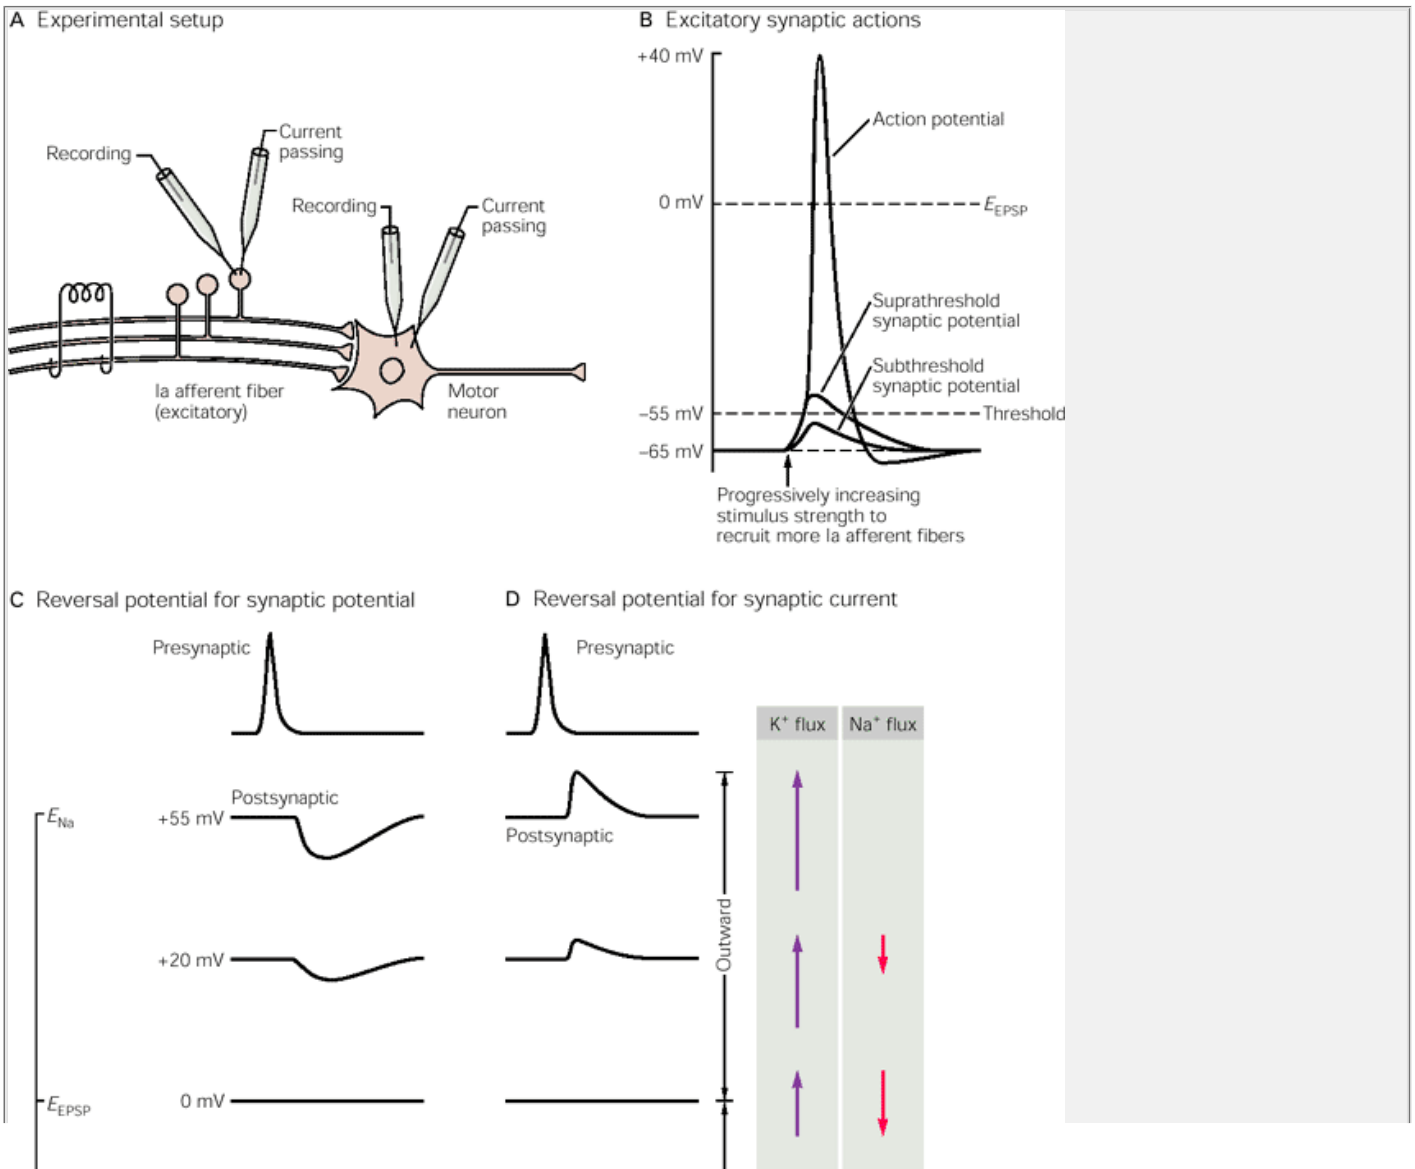 A Experimental setup
Recording
Current
passing
Recording
Current
passing
Ia afferent fiber
(excitatory)
Motor
neuron
B Excitatory synaptic actions
+40 mV
Action potential
0 mV
E_EPSP
Suprathreshold
synaptic potential
Subthreshold
synaptic potential
–55 mV
Threshold
–65 mV
Progressively increasing
stimulus strength to
recruit more Ia afferent fibers
C Reversal potential for synaptic potential
Presynaptic
Postsynaptic
E_Na
+55 mV
+20 mV
E_EPSP
0 mV
D Reversal potential for synaptic current
Presynaptic
Postsynaptic
Outward
K⁺ flux
Na⁺ flux